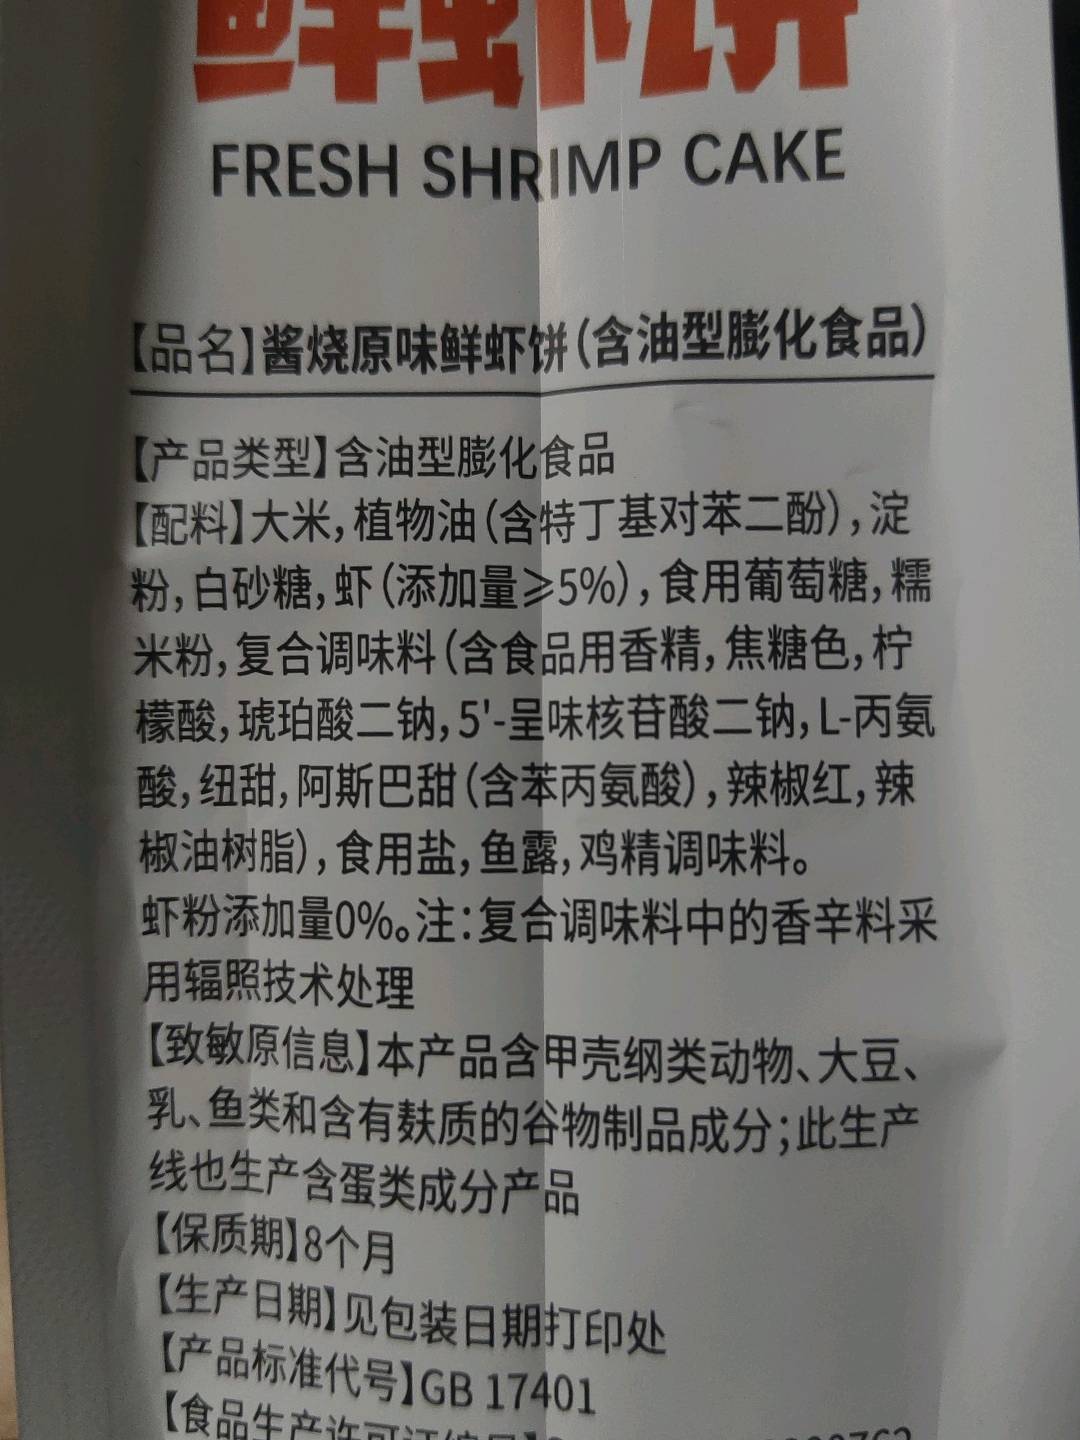 鲜虾饼
FRESH SHRIMP CAKE
【品名】酱烧原味鲜虾饼(含油型膨化食品)
【产品类型】含油型膨化食品
【配料】大米,植物油(含特丁基对苯二酚),淀
粉,白砂糖,虾(添加量≥5%),食用葡萄糖,糯
米粉,复合调味料(含食品用香精,焦糖色,柠
檬酸,琥珀酸二钠,5'-呈味核苷酸二钠,L-丙氨
酸,纽甜,阿斯巴甜(含苯丙氨酸),辣椒红,辣
椒油树脂),食用盐,鱼露,鸡精调味料。
虾粉添加量0%。注:复合调味料中的香辛料采
用辐照技术处理
【致敏原信息】本产品含甲壳纲类动物、大豆、
乳、鱼类和含有麸质的谷物制品成分;此生产
线也生产含蛋类成分产品
【保质期】8个月
【生产日期】见包装日期打印处
【产品标准代号】GB 17401
【食品生产许可证编号】